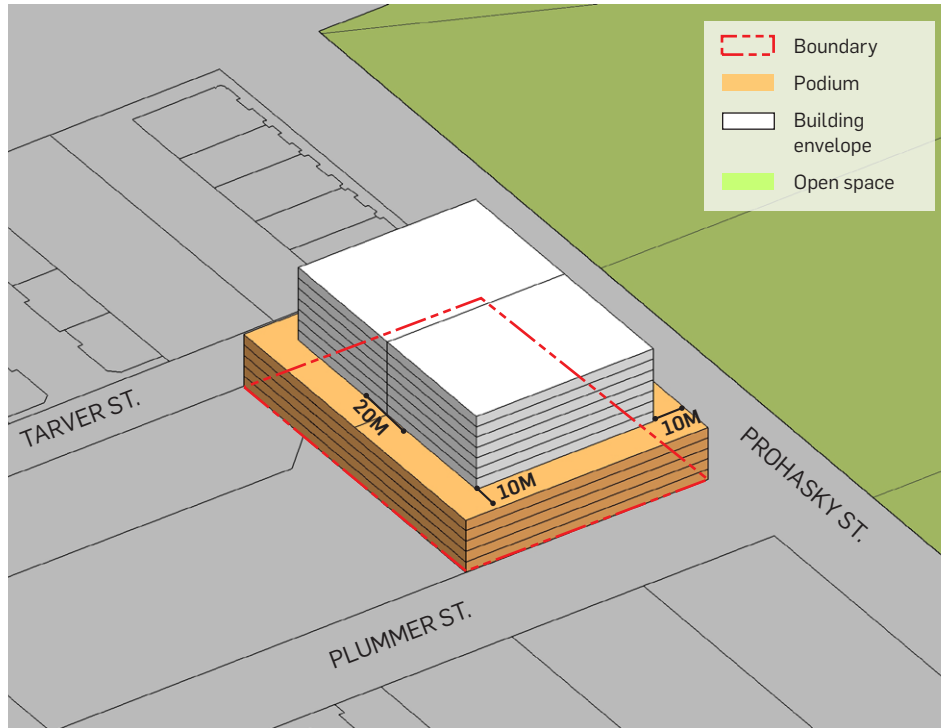 Boundary
Podium
Building
envelope
Open space
TARVER ST.
20M
10M
10M
PROHASKY ST.
PLUMMER ST.